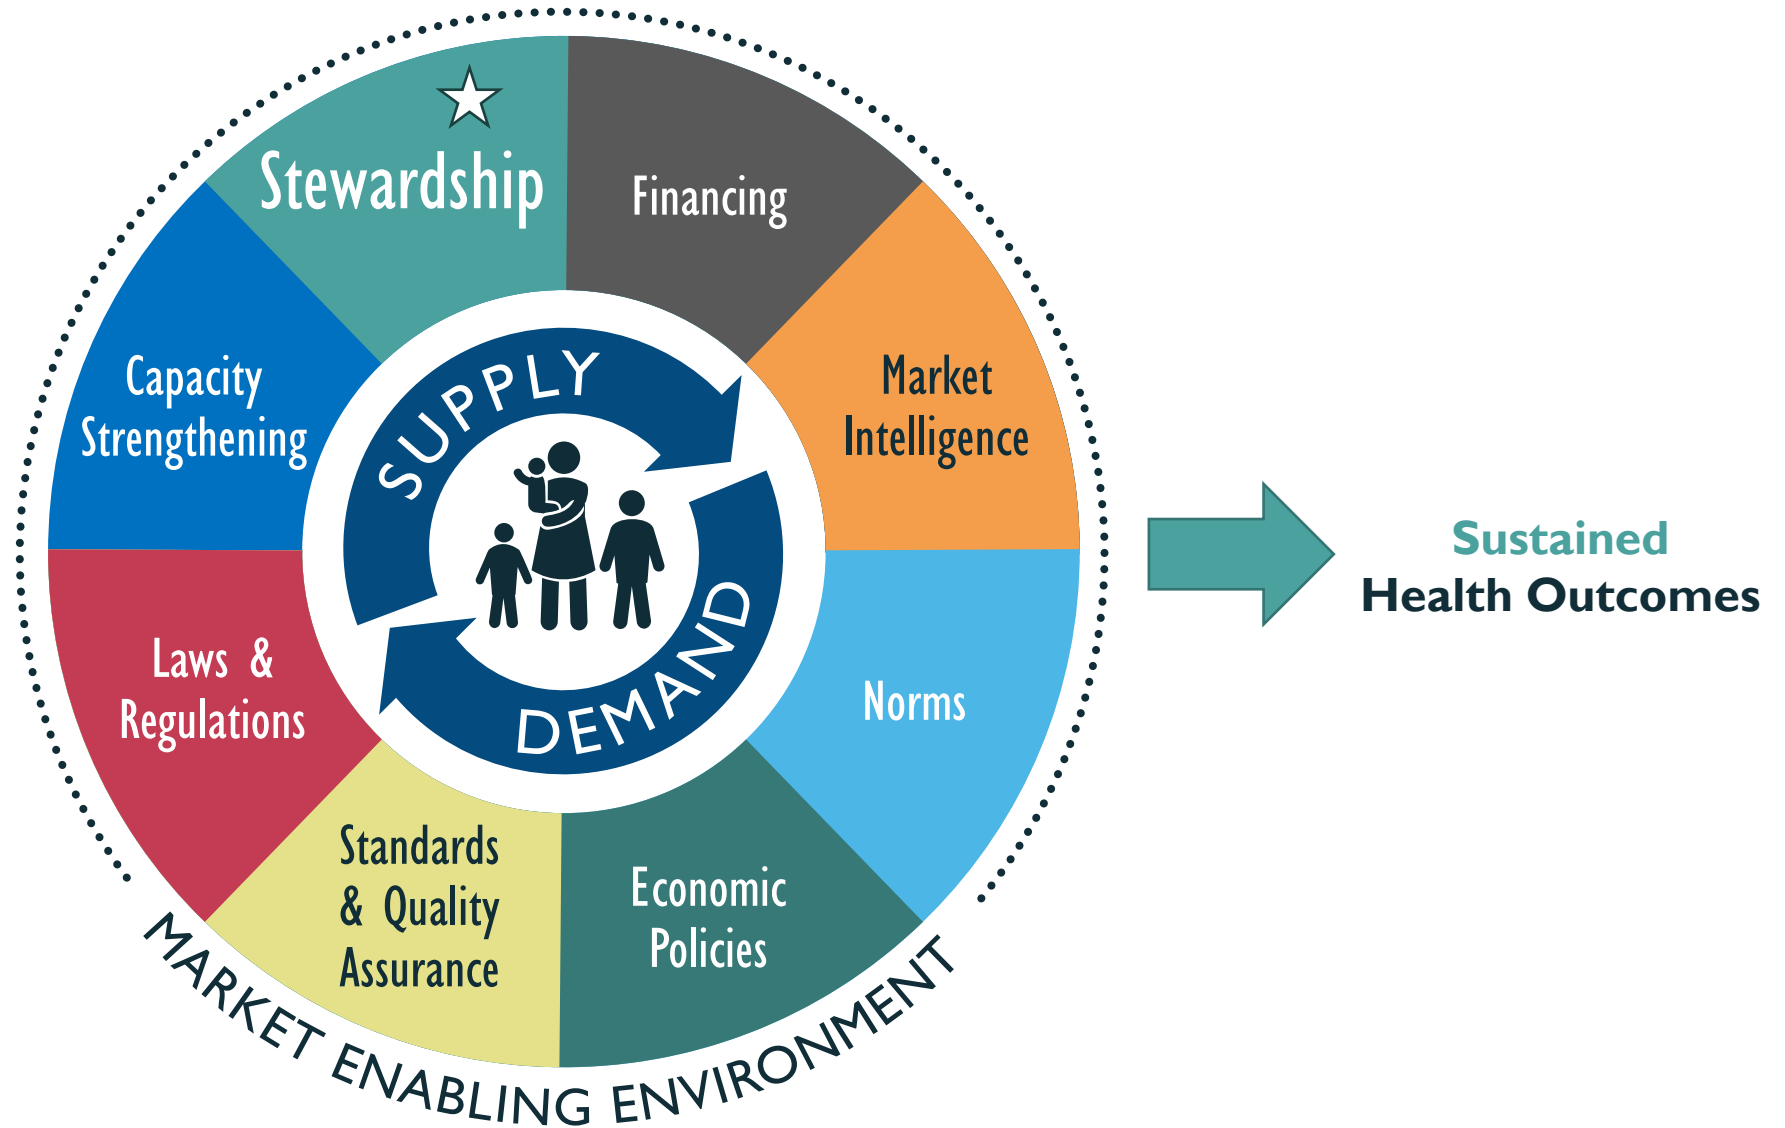 Stewardship
Financing
Market
Intelligence
Norms
Economic
Policies
Standards
& Quality
Assurance
Laws &
Regulations
Capacity
Strengthening
SUPPLY
DEMAND
MARKET ENABLING ENVIRONMENT
Sustained
Health Outcomes